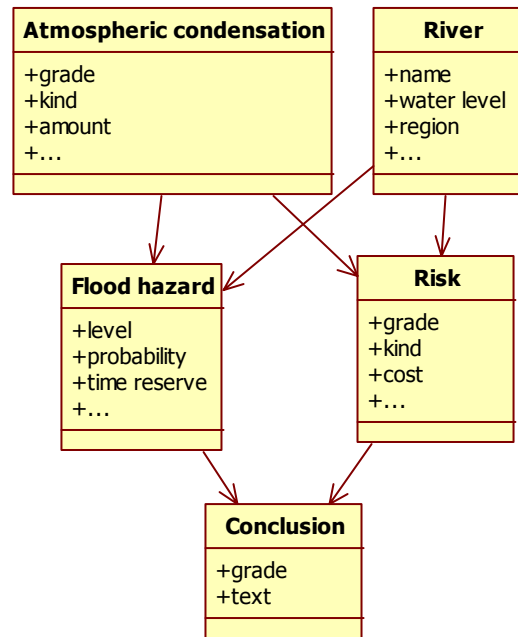 Atmospheric condensation
+grade
+kind
+amount
+...
River
+name
+water level
+region
+...
Flood hazard
+level
+probability
+time reserve
+...
Risk
+grade
+kind
+cost
+...
Conclusion
+grade
+text